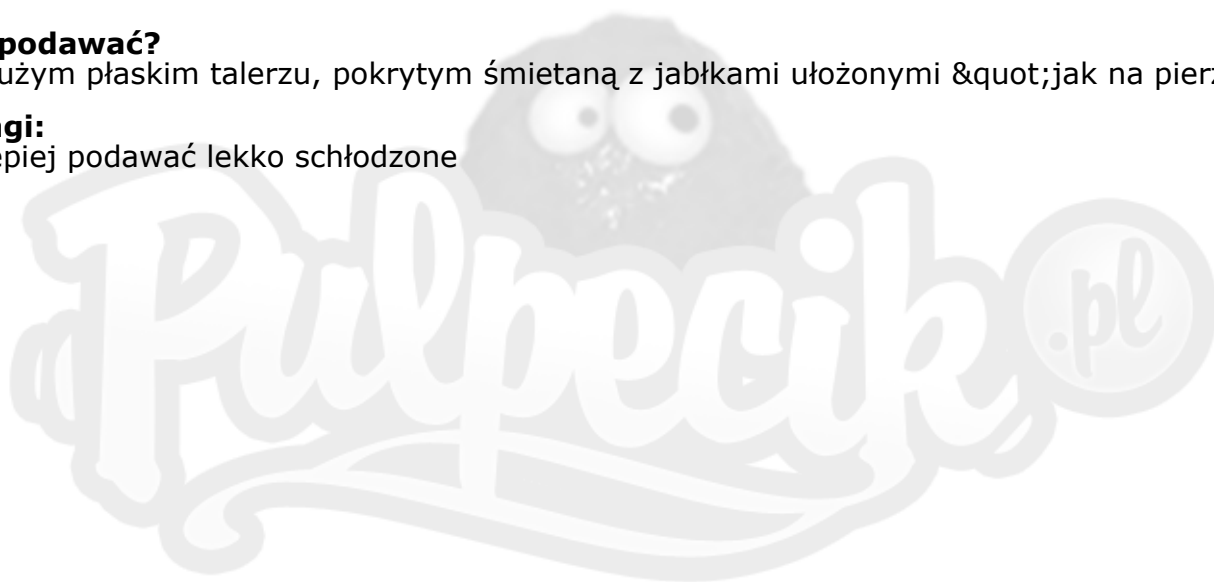 podawać?
użym płaskim talerzu, pokrytym śmietaną z jabłkami ułożonymi &quot;jak na pierz
gi:
epiej podawać lekko schłodzone
Pulpecik.pl